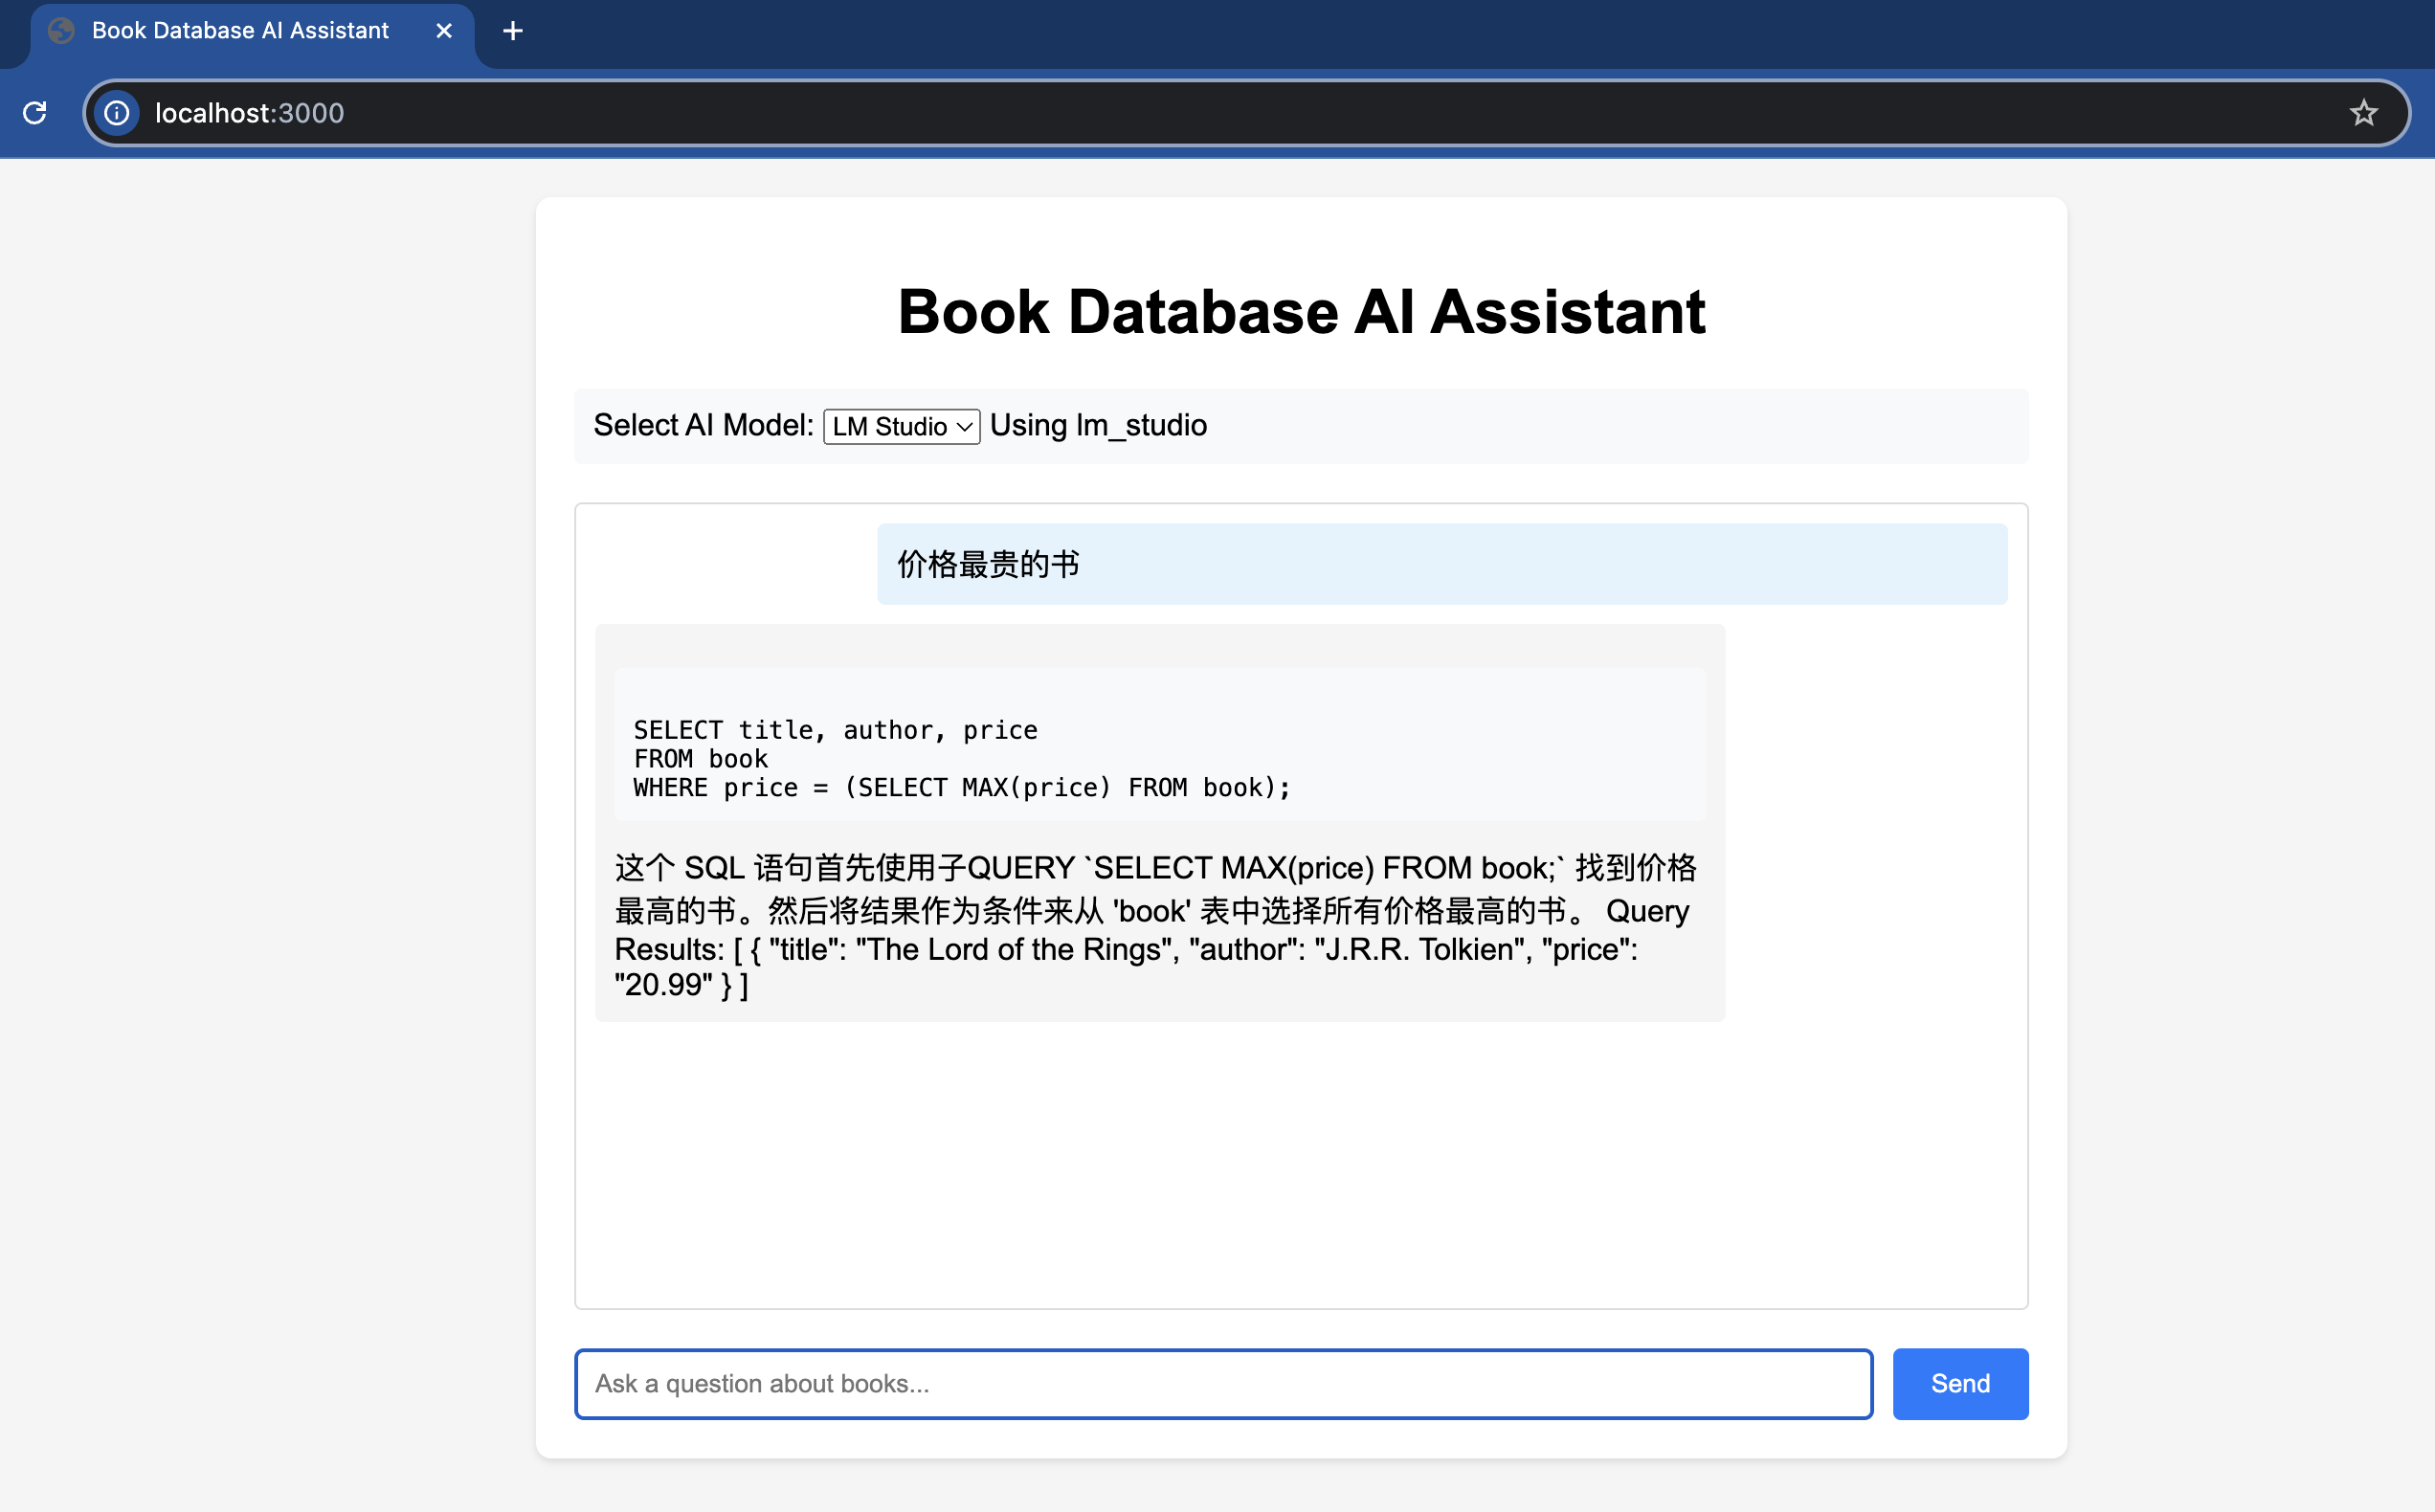 Book Database AI Assistant
localhost:3000
Book Database AI Assistant
Select AI Model: LM Studio Using lm_studio
价格最贵的书
SELECT title, author, price
FROM book
WHERE price = (SELECT MAX(price) FROM book);
这个 SQL 语句首先使用子QUERY `SELECT MAX(price) FROM book;` 找到价格
最高的书。然后将结果作为条件来从 'book' 表中选择所有价格最高的书。 Query
Results: [ { "title": "The Lord of the Rings", "author": "J.R.R. Tolkien", "price":
"20.99" } ]
Ask a question about books...
Send